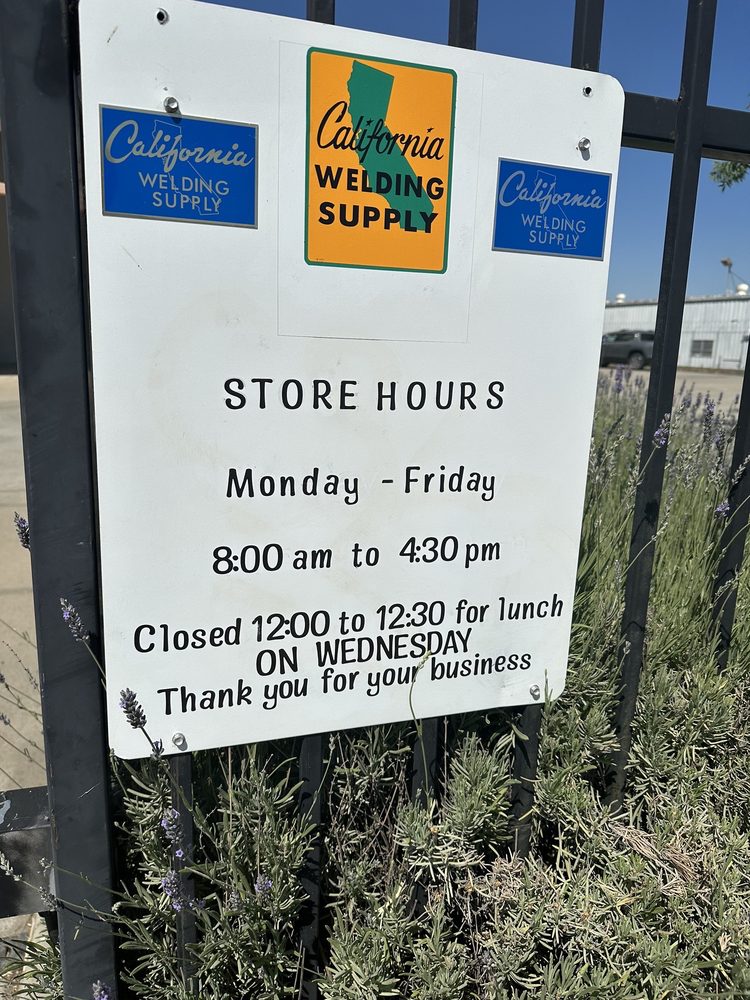 California
WELDING
SUPPLY
California
WELDING
SUPPLY
California
WELDING
SUPPLY
STORE HOURS
Monday - Friday
8:00 am to 4:30 pm
Closed 12:00 to 12:30 for lunch
ON WEDNESDAY
Thank you for your business